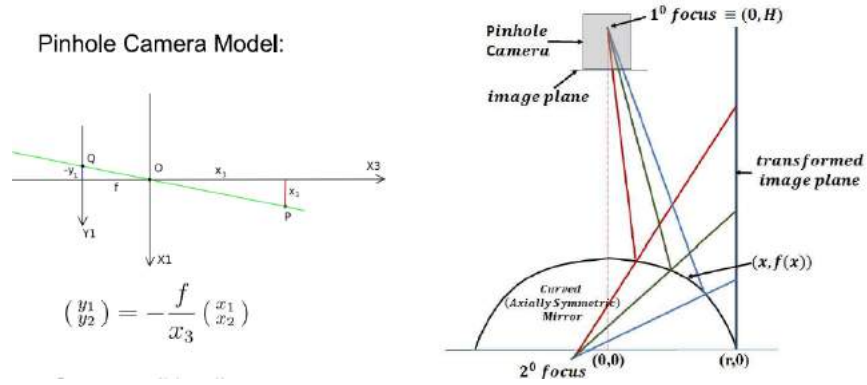 Pinhole Camera Model:
Q
O
-y₁
f
x₃
X3
x₁
P
Y1
X1
(y₁ y₂) = -f/x₃ (x₁ x₂)
1⁰ focus ≡ (0, H)
Pinhole
Camera
image plane
transformed
image plane
(x, f(x))
Curved
(Axially Symmetric)
Mirror
(0,0)
(r,0)
2⁰ focus